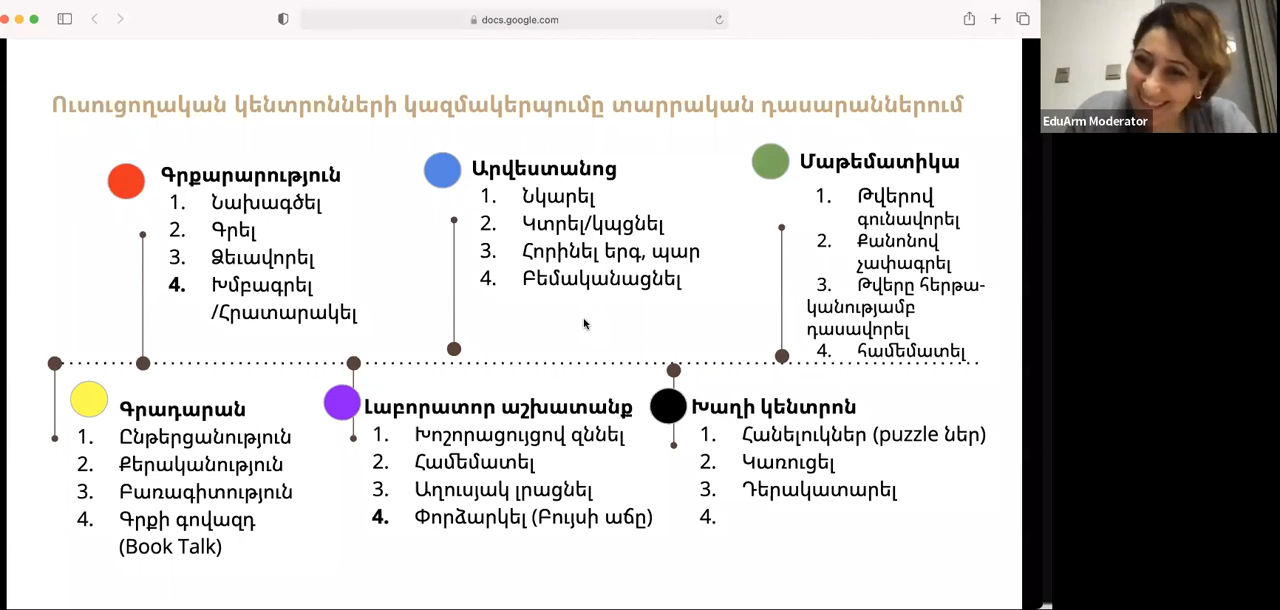 docs.google.com
EduArm Moderator
Ուսուցողական կենտրոնների կազմակերպումը տարրական դասարաններում
Գրքարարություն
1. Նախագծել
2. Գրել
3. Ձեւավորել
4. Խմբագրել
/Հրատարակել
Արվեստանոց
1. Նկարել
2. Կտրել/կպցնել
3. Հորինել երգ, պար
4. Բեմականացնել
Մաթեմատիկա
1. Թվերով
գունավորել
2. Քանոնով
չափագրել
3. Թվերը հերթա-
կանությամբ
դասավորել
4. համեմատել
Գրադարան
1. Ընթերցանություն
2. Քերականություն
3. Բառագիտություն
4. Գրքի գովազդ
(Book Talk)
Լաբորատոր աշխատանք
1. Խոշորացույցով զննել
2. Համեմատել
3. Աղուսյակ լրացնել
4. Փորձարկել (Բույսի աճը)
Խաղի կենտրոն
1. Հանելուկներ (puzzle ներ)
2. Կառուցել
3. Դերակատարել
4.